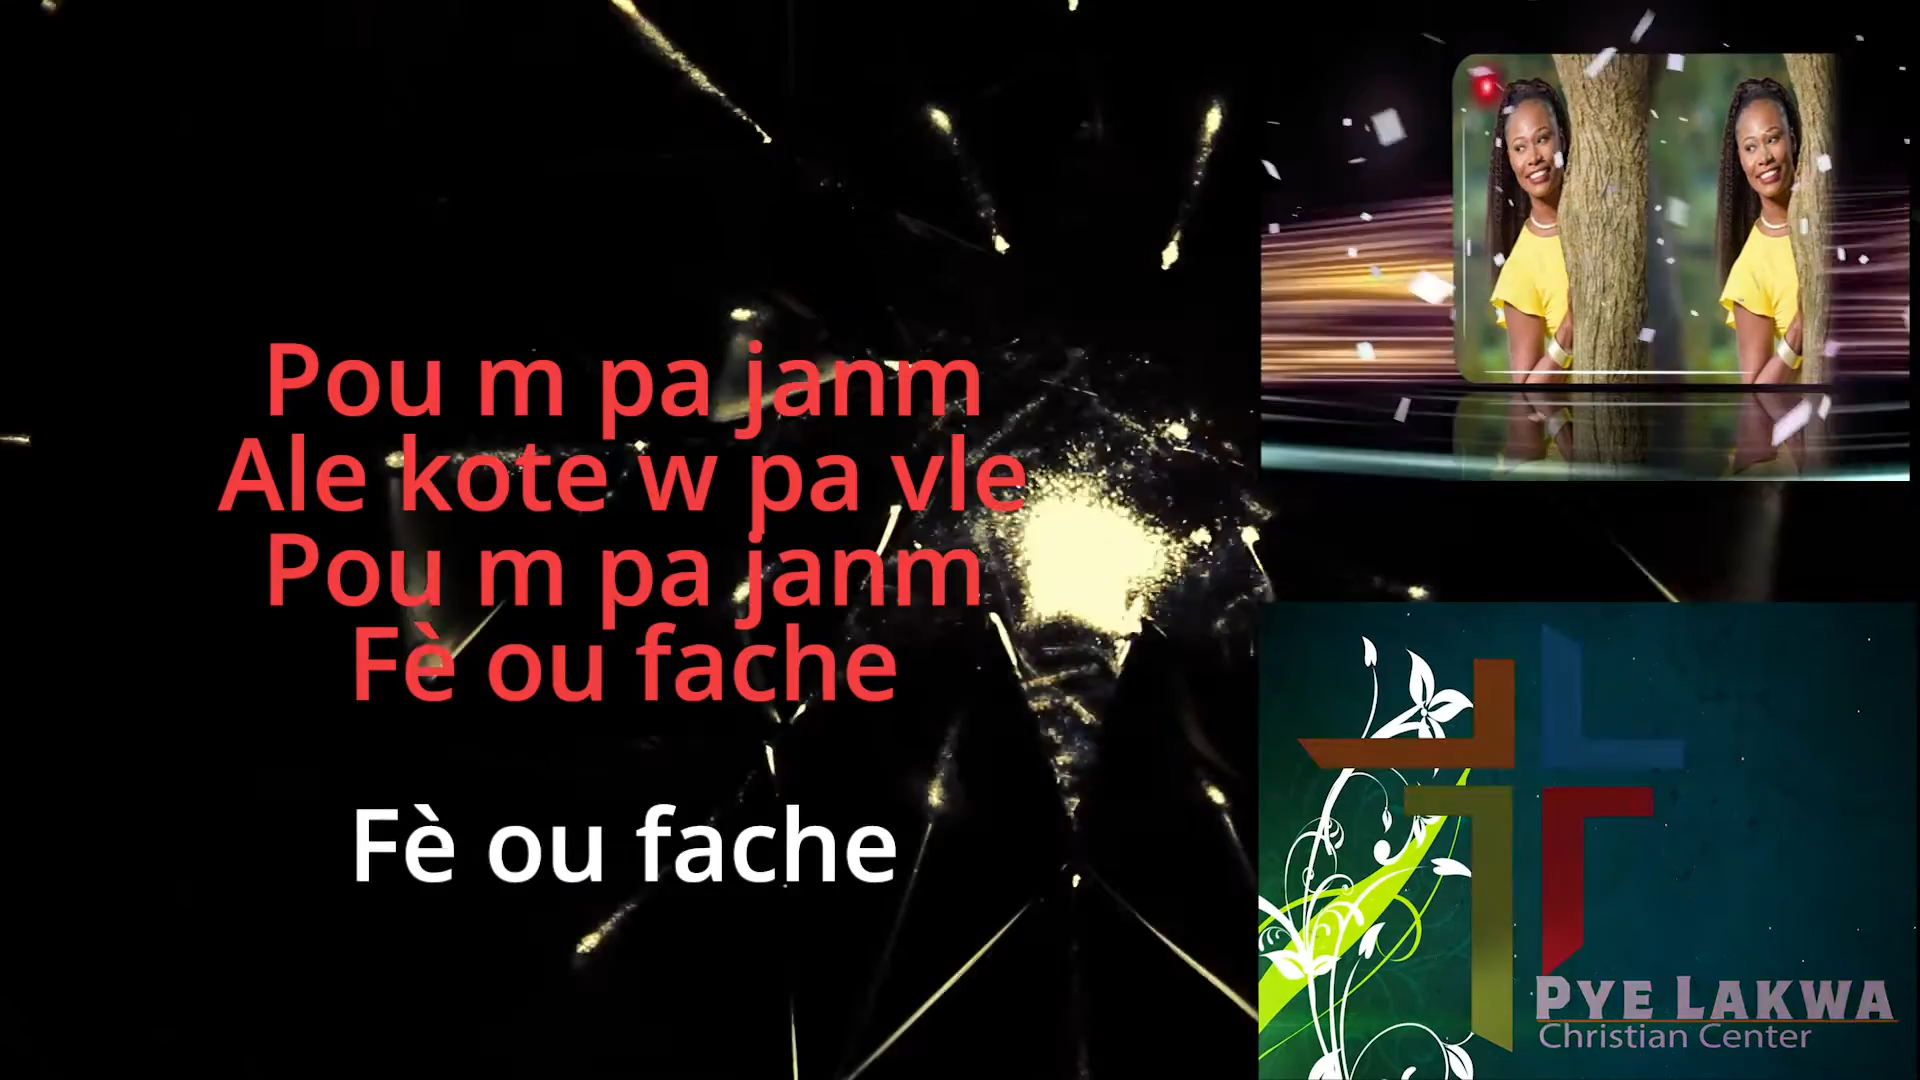 Pou m pa janm
Ale kote w pa vle
Pou m pa janm
Fè ou fache
Fè ou fache
PYE LAKWA
Christian Center